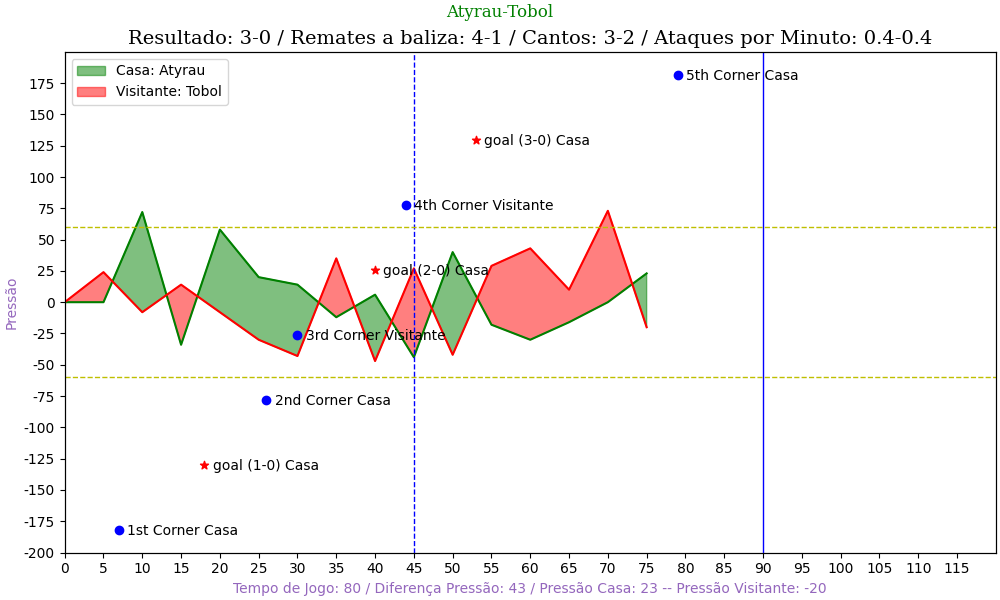 Atyrau-Tobol
Resultado: 3-0 / Remates a baliza: 4-1 / Cantos: 3-2 / Ataques por Minuto: 0.4-0.4
Casa: Atyrau
Visitante: Tobol
5th Corner Casa
goal (3-0) Casa
4th Corner Visitante
goal (2-0) Casa
3rd Corner Visitante
2nd Corner Casa
goal (1-0) Casa
1st Corner Casa
Pressão
175
150
125
100
75
50
25
0
-25
-50
-75
-100
-125
-150
-175
-200
0 5 10 15 20 25 30 35 40 45 50 55 60 65 70 75 80 85 90 95 100 105 110 115
Tempo de Jogo: 80 / Diferença Pressão: 43 / Pressão Casa: 23 -- Pressão Visitante: -20